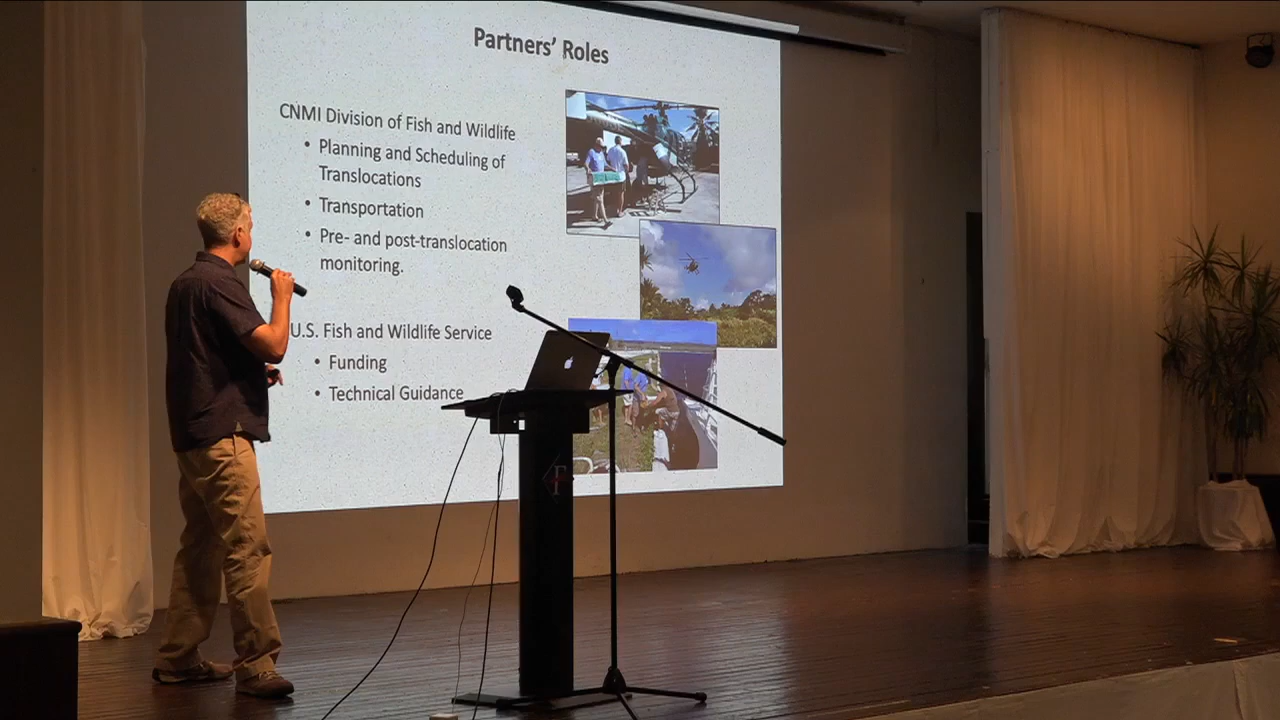 Partners' Roles
CNMI Division of Fish and Wildlife
• Planning and Scheduling of
Translocations
• Transportation
• Pre- and post-translocation
monitoring.
U.S. Fish and Wildlife Service
• Funding
• Technical Guidance
F